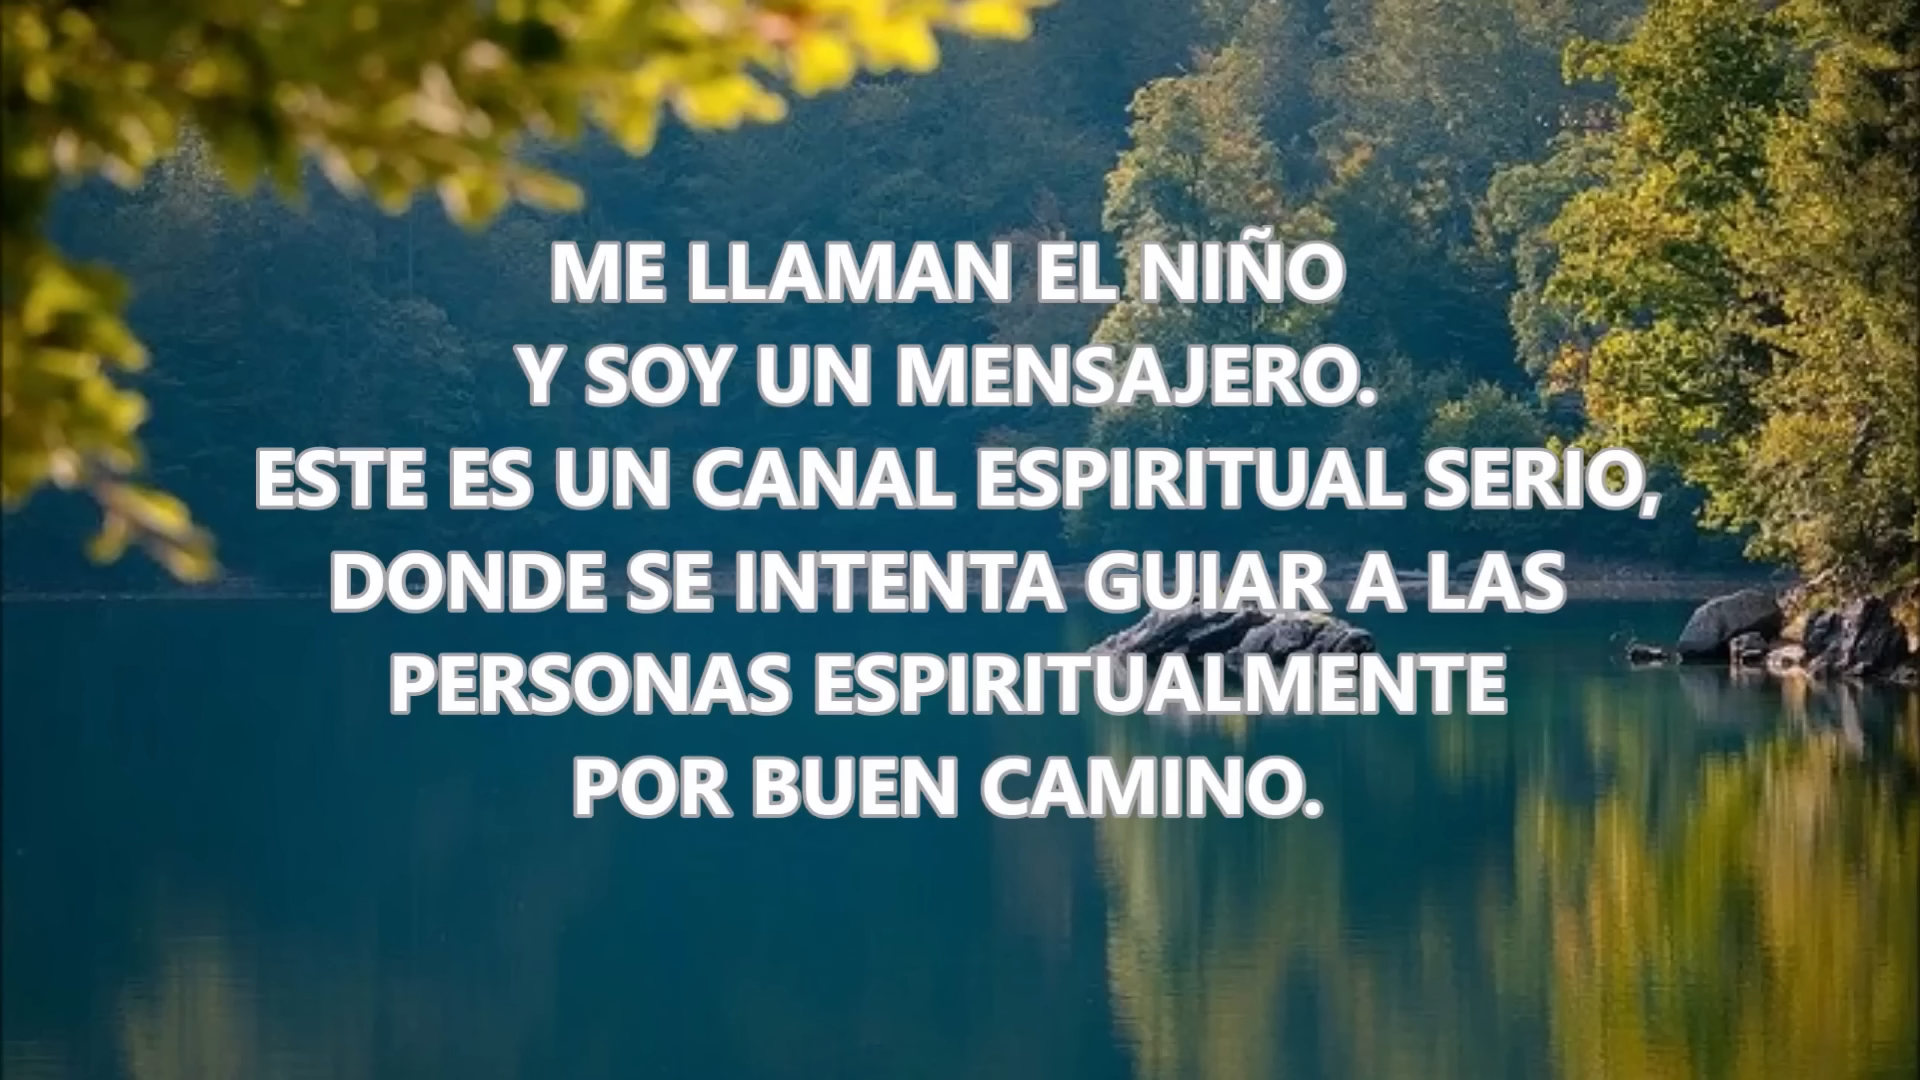 ME LLAMAN EL NIÑO
Y SOY UN MENSAJERO.
ESTE ES UN CANAL ESPIRITUAL SERIO,
DONDE SE INTENTA GUIAR A LAS
PERSONAS ESPIRITUALMENTE
POR BUEN CAMINO.